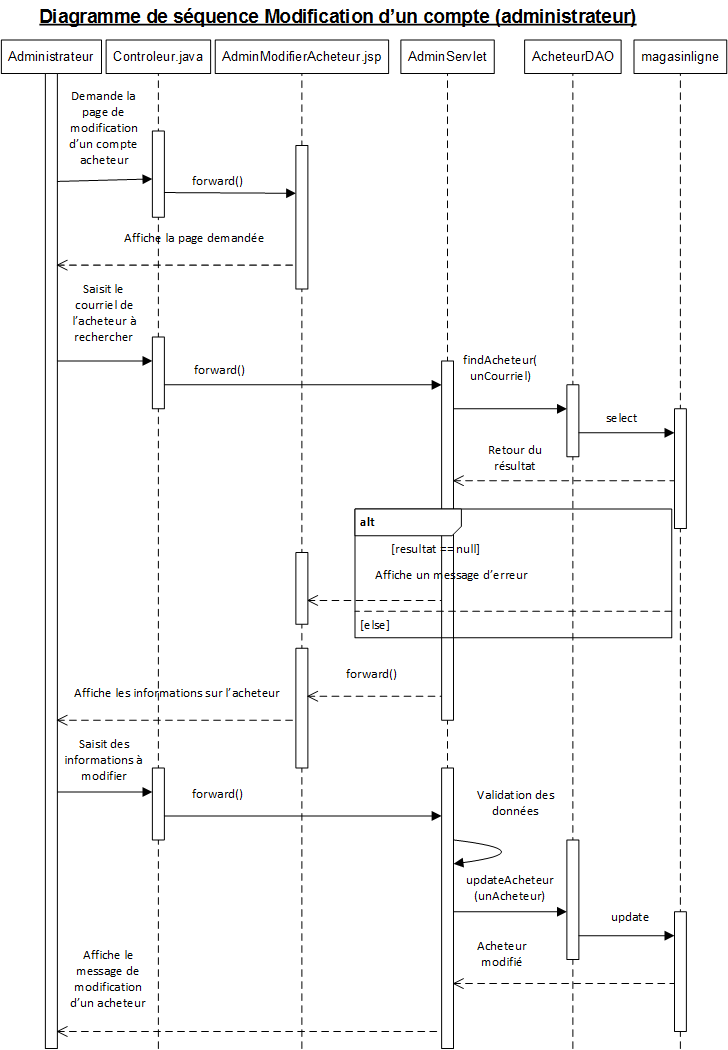 Diagramme de séquence Modification d'un compte (administrateur)
Administrateur
Controleur.java
AdminModifierAcheteur.jsp
AdminServlet
AcheteurDAO
magasinligne
Demande la
page de
modification
d'un compte
acheteur
forward()
Affiche la page demandée
Saisit le
courriel de
l'acheteur à
rechercher
forward()
findAcheteur(
unCourriel)
select
Retour du
résultat
alt
[resultat == null]
Affiche un message d'erreur
[else]
forward()
Affiche les informations sur l'acheteur
Saisit des
informations à
modifier
forward()
Validation des
données
updateAcheteur
(unAcheteur)
update
Acheteur
modifié
Affiche le
message de
modification
d'un acheteur